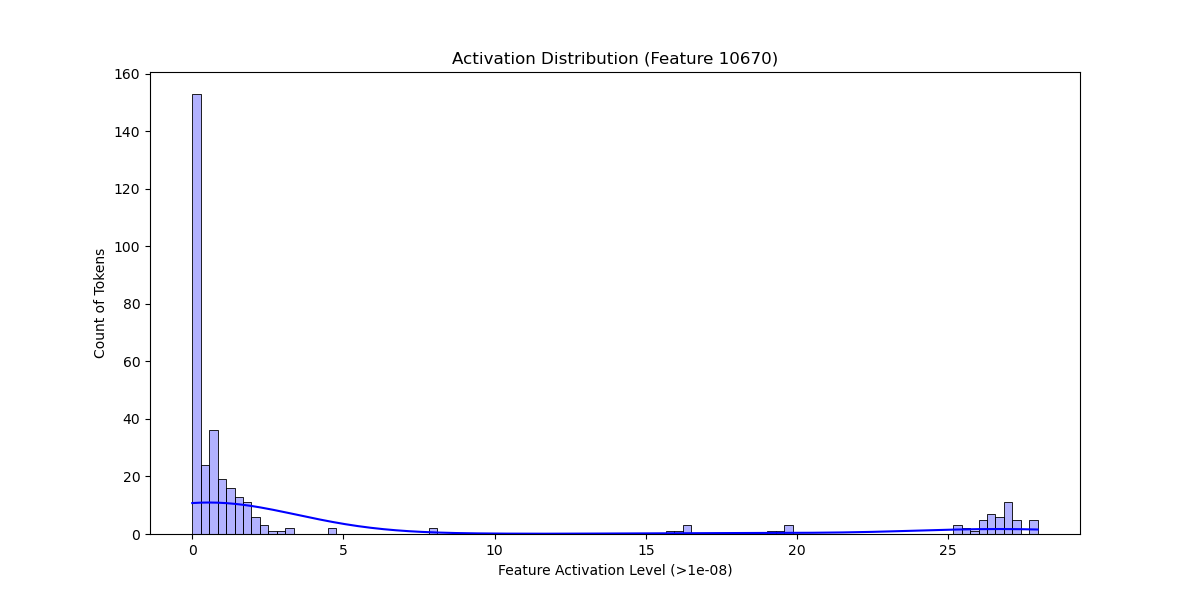 Activation Distribution (Feature 10670)
160
140
120
100
80
60
40
20
0
Count of Tokens
0 5 10 15 20 25
Feature Activation Level (>1e-08)